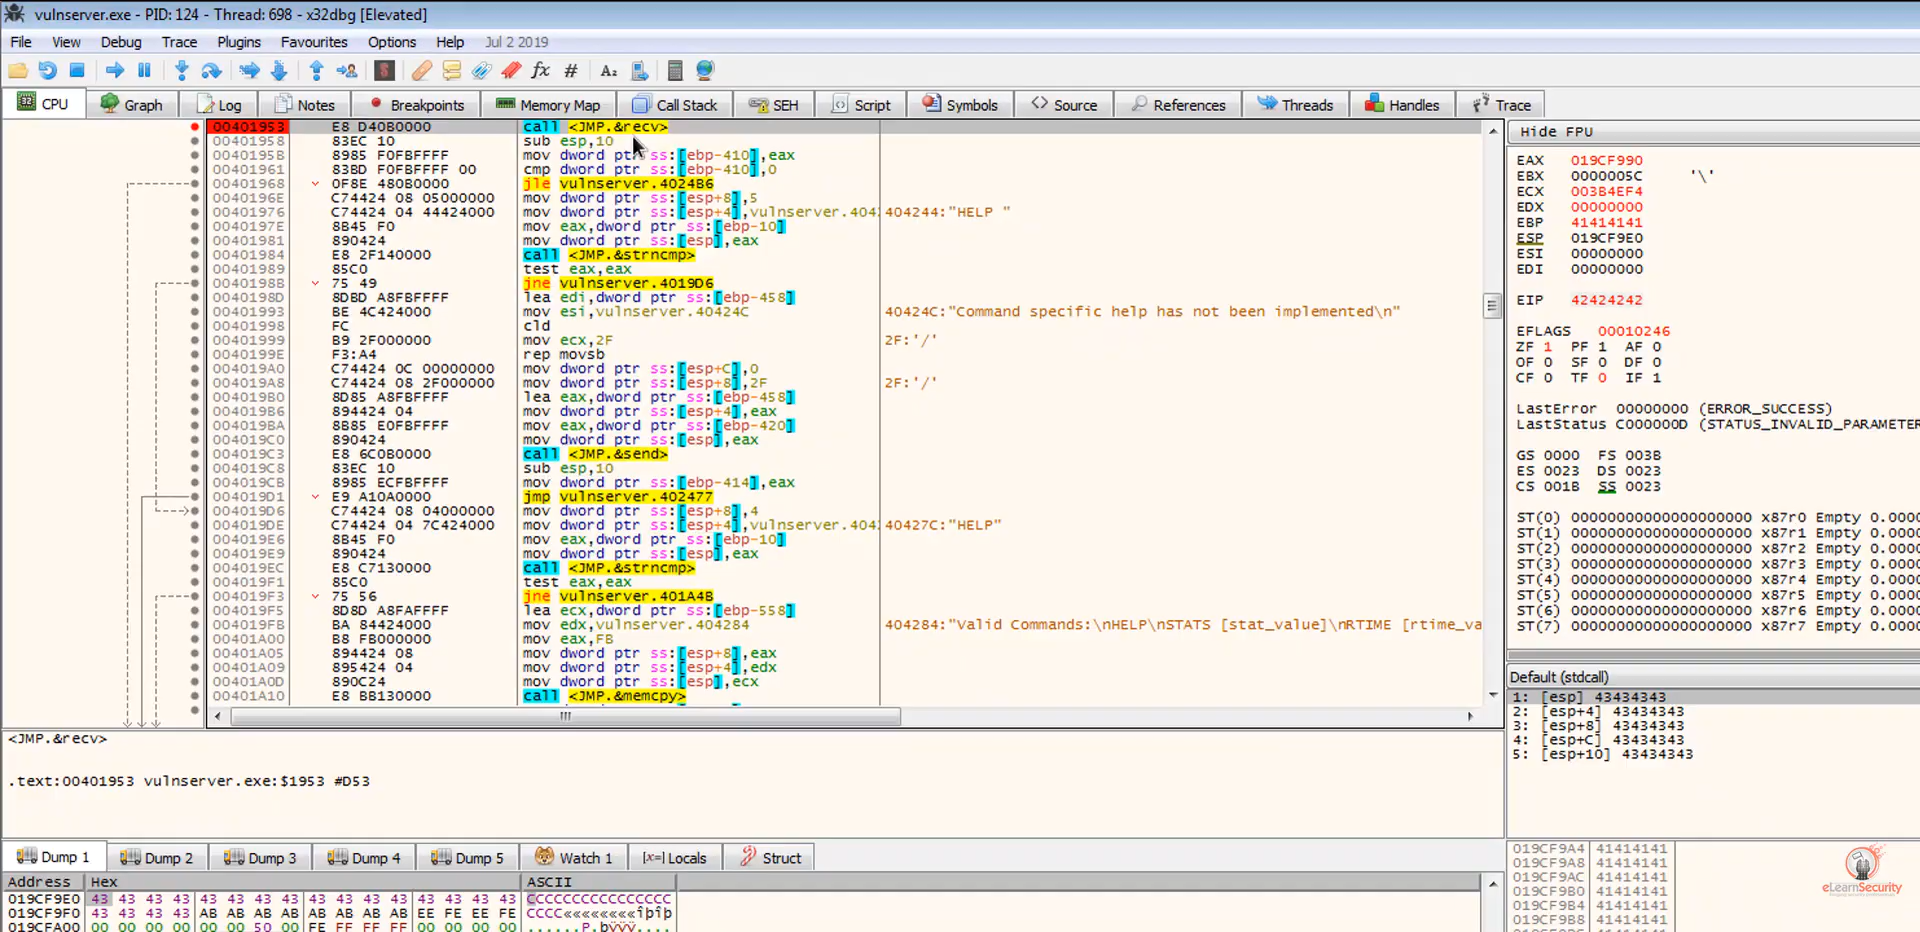 vulnserver.exe - PID: 124 - Thread: 698 - x32dbg [Elevated]
File View Debug Trace Plugins Favourites Options Help Jul 2 2019
CPU Graph Log Notes Breakpoints Memory Map Call Stack SEH Script Symbols Source References Threads Handles Trace
00401953 E8 D40B0000 call <JMP.&recv>
00401958 83EC 10 sub esp,10
0040195B 8985 F0FBFFFF mov dword ptr ss:[ebp-410],eax
00401961 83BD F0FBFFFF 00 cmp dword ptr ss:[ebp-410],0
00401968 0F8E 480B0000 jle vulnserver.4024B6
0040196E C74424 08 05000000 mov dword ptr ss:[esp+8],5
00401976 C74424 04 44424000 mov dword ptr ss:[esp+4],vulnserver.404 404244:"HELP "
0040197E 8B45 F0 mov eax,dword ptr ss:[ebp-10]
00401981 890424 mov dword ptr ss:[esp],eax
00401984 E8 2F140000 call <JMP.&strncmp>
00401989 85C0 test eax,eax
0040198B 75 49 jne vulnserver.4019D6
0040198D 8DBD A8FBFFFF lea edi,dword ptr ss:[ebp-458]
00401993 BE 4C424000 mov esi,vulnserver.40424C 40424C:"Command specific help has not been implemented\n"
00401998 FC cld
00401999 B9 2F000000 mov ecx,2F 2F:'/'
0040199E F3:A4 rep movsb
004019A0 C74424 0C 00000000 mov dword ptr ss:[esp+C],0
004019A8 C74424 08 2F000000 mov dword ptr ss:[esp+8],2F 2F:'/'
004019B0 8D85 A8FBFFFF lea eax,dword ptr ss:[ebp-458]
004019B6 894424 04 mov dword ptr ss:[esp+4],eax
004019BA 8B85 E0FBFFFF mov eax,dword ptr ss:[ebp-420]
004019C0 890424 mov dword ptr ss:[esp],eax
004019C3 E8 6C0B0000 call <JMP.&send>
004019C8 83EC 10 sub esp,10
004019CB 8985 ECFBFFFF mov dword ptr ss:[ebp-414],eax
004019D1 E9 A10A0000 jmp vulnserver.402477
004019D6 C74424 08 04000000 mov dword ptr ss:[esp+8],4
004019DE C74424 04 7C424000 mov dword ptr ss:[esp+4],vulnserver.404 40427C:"HELP"
004019E6 8B45 F0 mov eax,dword ptr ss:[ebp-10]
004019E9 890424 mov dword ptr ss:[esp],eax
004019EC E8 C7130000 call <JMP.&strncmp>
004019F1 85C0 test eax,eax
004019F3 75 56 jne vulnserver.401A4B
004019F5 8D8D A8FAFFFF lea ecx,dword ptr ss:[ebp-558]
004019FB BA 84424000 mov edx,vulnserver.404284 404284:"Valid Commands:\nHELP\nSTATS [stat_value]\nRTIME [rtime_va
00401A00 B8 FB000000 mov eax,FB
00401A05 894424 08 mov dword ptr ss:[esp+8],eax
00401A09 895424 04 mov dword ptr ss:[esp+4],edx
00401A0D 890C24 mov dword ptr ss:[esp],ecx
00401A10 E8 BB130000 call <JMP.&memcpy>
Hide FPU
EAX 019CF990
EBX 0000005C '\'
ECX 003B4EF4
EDX 00000000
EBP 41414141
ESP 019CF9E0
ESI 00000000
EDI 00000000
EIP 42424242
EFLAGS 00010246
ZF 1 PF 1 AF 0
OF 0 SF 0 DF 0
CF 0 TF 0 IF 1
LastError 00000000 (ERROR_SUCCESS)
LastStatus C000000D (STATUS_INVALID_PARAMETER
GS 0000 FS 003B
ES 0023 DS 0023
CS 001B SS 0023
ST(0) 00000000000000000000 x87r0 Empty 0.0000
ST(1) 00000000000000000000 x87r1 Empty 0.0000
ST(2) 00000000000000000000 x87r2 Empty 0.0000
ST(3) 00000000000000000000 x87r3 Empty 0.0000
ST(4) 00000000000000000000 x87r4 Empty 0.0000
ST(5) 00000000000000000000 x87r5 Empty 0.0000
ST(6) 00000000000000000000 x87r6 Empty 0.0000
ST(7) 00000000000000000000 x87r7 Empty 0.0000
Default (stdcall)
1: [esp] 43434343
2: [esp+4] 43434343
3: [esp+8] 43434343
4: [esp+C] 43434343
5: [esp+10] 43434343
<JMP.&recv>
.text:00401953 vulnserver.exe:$1953 #D53
Dump 1 Dump 2 Dump 3 Dump 4 Dump 5 Watch 1 [x=] Locals Struct
Address Hex ASCII
019CF9E0 43 43 43 43 43 43 43 43 43 43 43 43 43 43 43 43 CCCCCCCCCCCCCCCC
019CF9F0 43 43 43 43 AB AB AB AB AB AB AB AB EE FE EE FE CCCC««««««««îþîþ
019CFA00 00 00 00 00 50 00 FE FF FF FF 00 00 00 00
019CF9A4 41414141
019CF9A8 41414141
019CF9AC 41414141
019CF9B0 41414141
019CF9B4 41414141
019CF9B8 41414141
eLearnSecurity